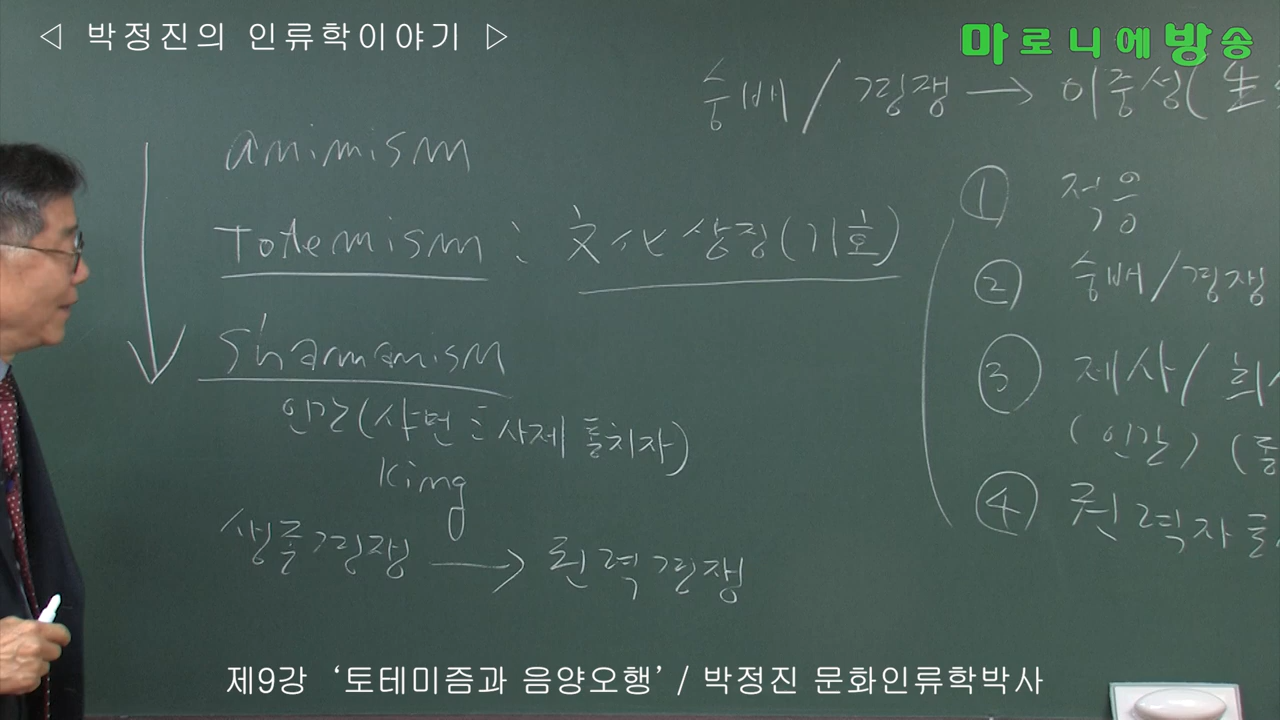 ◁ 박정진의 인류학이야기 ▷
마로니에방송
숭배/경쟁 → 이중성(生
animism
totemism : 文化상징(기호)
shamanism
인간(샤먼 사제 통치자)
King
생존경쟁 → 권력경쟁
① 적응
② 숭배/경쟁
③ 제사/희
(인간)
④ 권력자
제9강 ‘토테미즘과 음양오행’ / 박정진 문화인류학박사